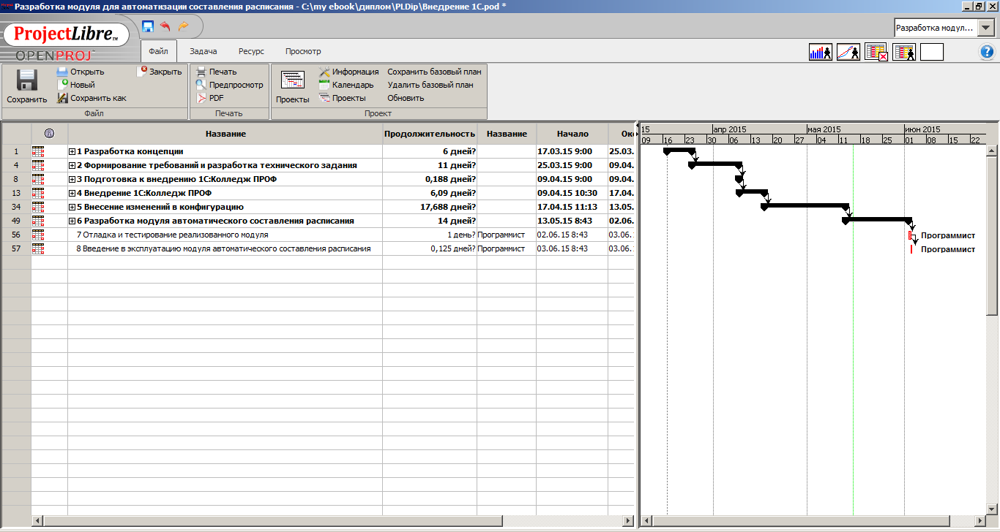 Разработка модуля для автоматизации составления расписания - C:\my ebook\диплом\PLDip\Внедрение 1С.pod *
ProjectLibre™
OPENPROJ
Разработка модул...
Файл Задача Ресурс Просмотр
Сохранить
Открыть
Новый
Сохранить как
Закрыть
Файл
Печать
Предпросмотр
PDF
Печать
Проекты
Информация
Календарь
Проекты
Сохранить базовый план
Удалить базовый план
Обновить
Проект
Название Продолжительность Название Начало Око
15 апр 2015 мая 2015 июн 2015
09 16 23 30 06 13 20 27 04 11 18 25 01 08 15 22
1 1 Разработка концепции 6 дней? 17.03.15 9:00 25.03.
4 2 Формирование требований и разработка технического задания 11 дней? 25.03.15 9:00 09.04.
8 3 Подготовка к внедрению 1С:Колледж ПРОФ 0,188 дней? 09.04.15 9:00 09.04.
13 4 Внедрение 1С:Колледж ПРОФ 6,09 дней? 09.04.15 10:30 17.04.
34 5 Внесение изменений в конфигурацию 17,688 дней? 17.04.15 11:13 13.05.
49 6 Разработка модуля автоматического составления расписания 14 дней? 13.05.15 8:43 02.06.
56 7 Отладка и тестирование реализованного модуля 1 день? Программист 02.06.15 8:43 03.06. Программист
57 8 Введение в эксплуатацию модуля автоматического составления расписания 0,125 дней? Программист 03.06.15 8:43 03.06. Программист